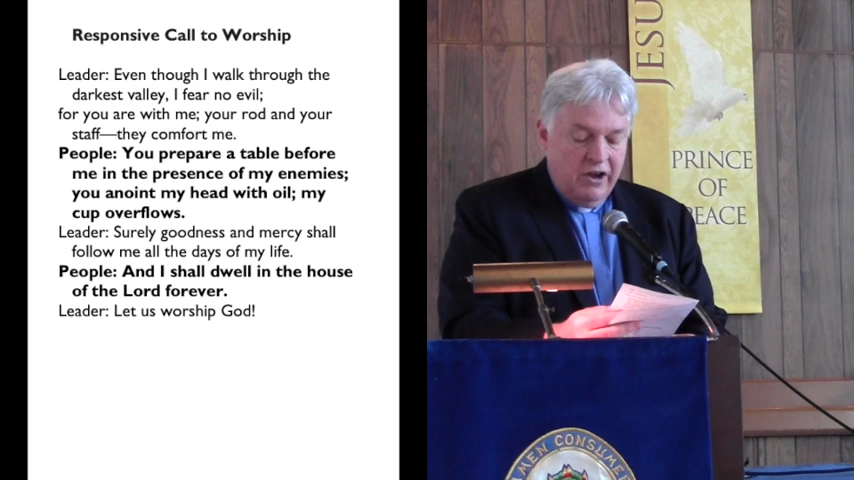 Responsive Call to Worship
Leader: Even though I walk through the
darkest valley, I fear no evil;
for you are with me; your rod and your
staff—they comfort me.
People: You prepare a table before
me in the presence of my enemies;
you anoint my head with oil; my
cup overflows.
Leader: Surely goodness and mercy shall
follow me all the days of my life.
People: And I shall dwell in the house
of the Lord forever.
Leader: Let us worship God!
JESU
PRINCE
OF
PEACE
AMEN CONSUME